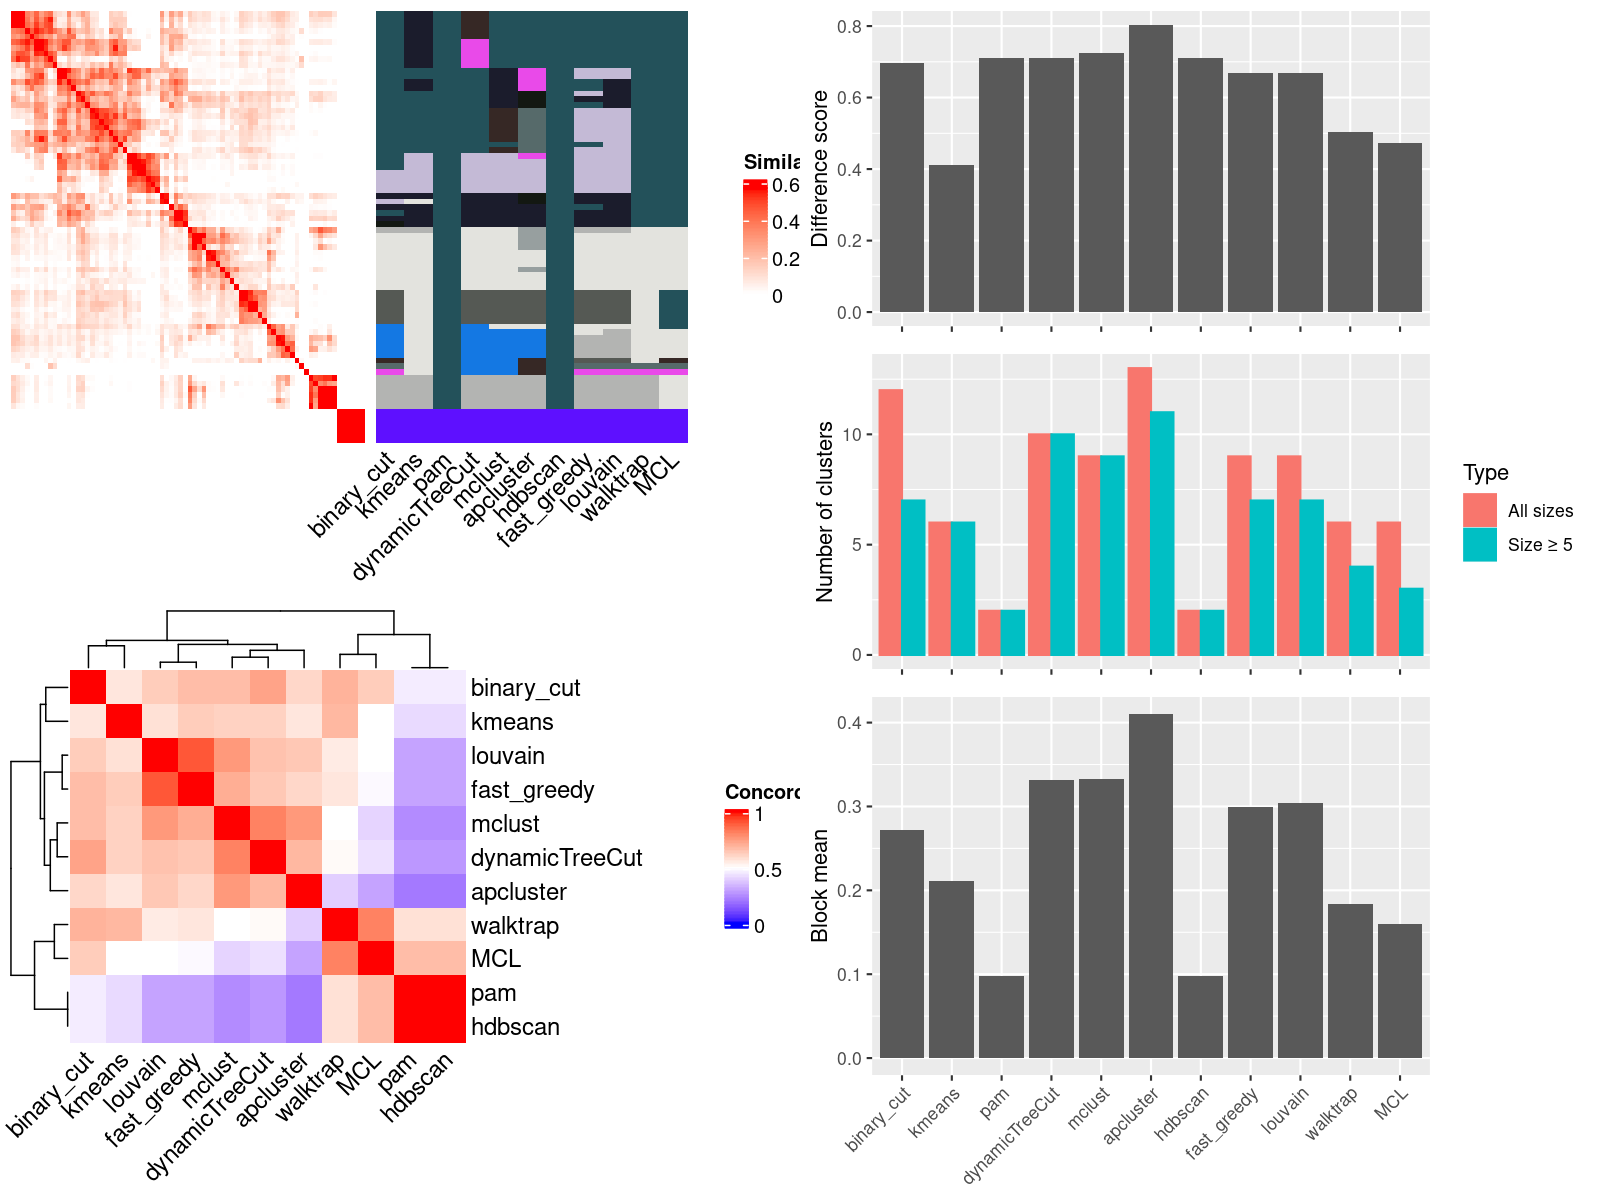 Simila
0.6
0.4
0.2
0
binary_cut
kmeans
pam
dynamicTreeCut
mclust
apcluster
hdbscan
fast_greedy
louvain
walktrap
MCL
binary_cut
kmeans
louvain
fast_greedy
mclust
dynamicTreeCut
apcluster
walktrap
MCL
pam
hdbscan
binary_cut
kmeans
louvain
fast_greedy
mclust
dynamicTreeCut
apcluster
walktrap
MCL
pam
hdbscan
Concord
1
0.5
0
Difference score
0.8
0.6
0.4
0.2
0.0
Number of clusters
10
5
0
Type
All sizes
Size ≥ 5
Block mean
0.4
0.3
0.2
0.1
0.0
binary_cut
kmeans
pam
dynamicTreeCut
mclust
apcluster
hdbscan
fast_greedy
louvain
walktrap
MCL